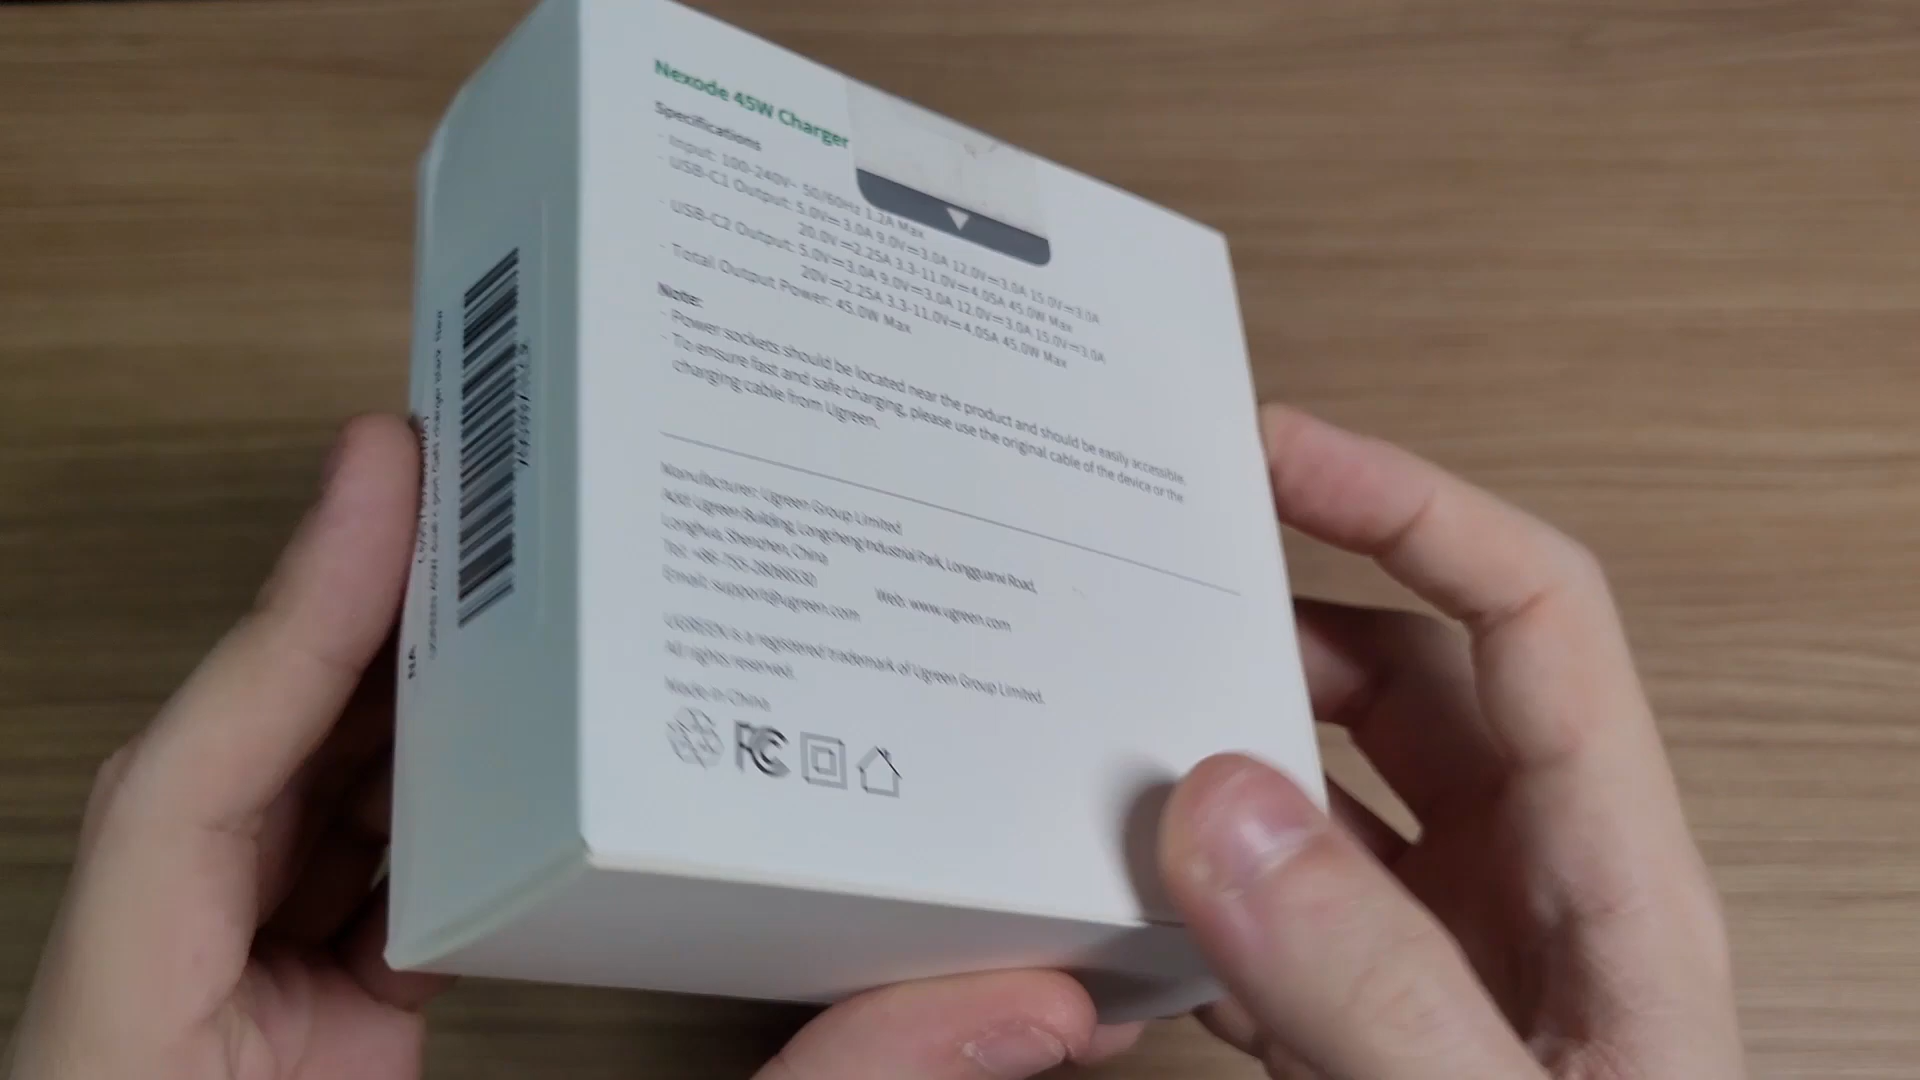 Nexode 45W Charger
Specifications
· Input: 100-240V~ 50/60Hz 1.2A Max
· USB-C1 Output: 5.0V⎓3.0A 9.0V⎓3.0A 12.0V⎓3.0A 15.0V⎓3.0A
20.0V⎓2.25A 3.3-11.0V⎓4.05A 45.0W Max
· USB-C2 Output: 5.0V⎓3.0A 9.0V⎓3.0A 12.0V⎓3.0A 15.0V⎓3.0A
20V⎓2.25A 3.3-11.0V⎓4.05A 45.0W Max
· Total Output Power: 45.0W Max
Note:
· Power sockets should be located near the product and should be easily accessible.
· To ensure fast and safe charging, please use the original cable of the device or the
charging cable from Ugreen.
Manufacturer: Ugreen Group Limited
Add: Ugreen Building, Longcheng Industrial Park, Longguanxi Road,
Longhua, Shenzhen, China
Tel: +86-755-28066530
Email: support@ugreen.com Web: www.ugreen.com
UGREEN is a registered trademark of Ugreen Group Limited.
All rights reserved.
Made in China
FC
NA